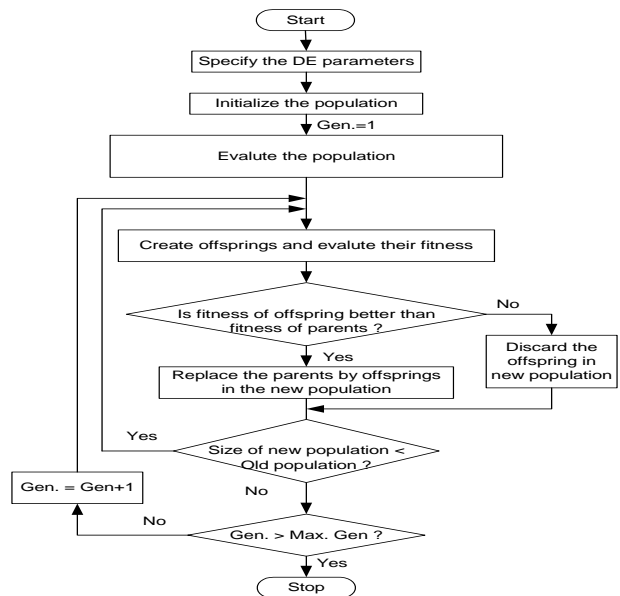 Start
Specify the DE parameters
Initialize the population
Gen.=1
Evalute the population
Create offsprings and evaluate their fitness
Is fitness of offspring better than
fitness of parents ?
No
Yes
Discard the
offspring in
new population
Replace the parents by offsprings
in the new population
Yes
Size of new population <
Old population ?
No
Gen. = Gen+1
No
Gen. > Max. Gen ?
Yes
Stop